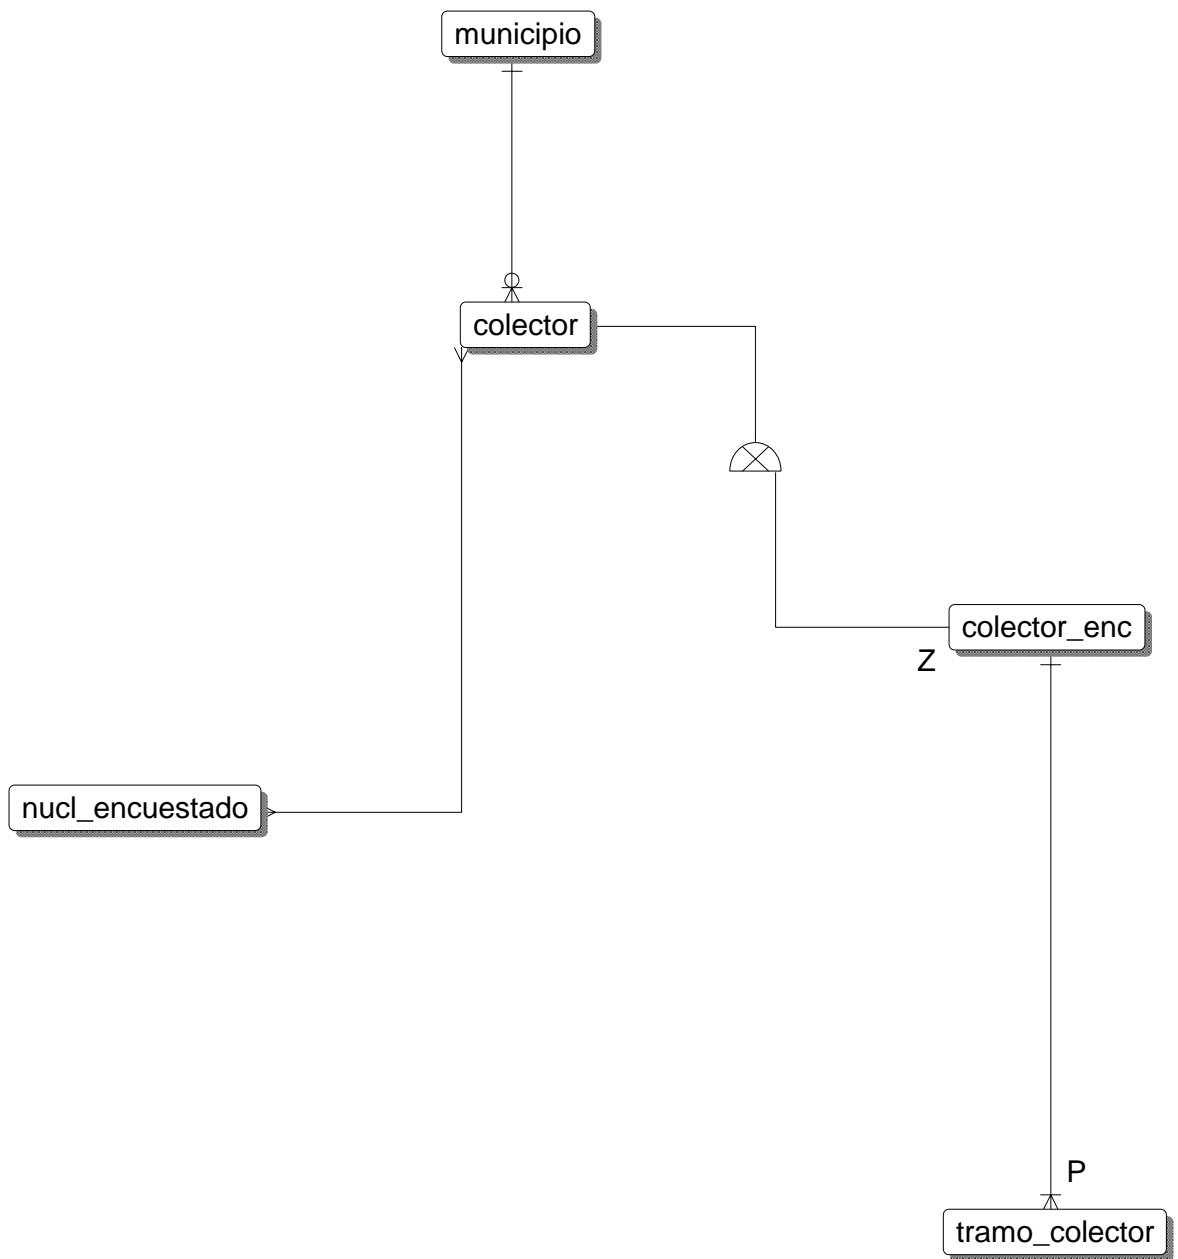 municipio
colector
colector_enc
Z
nucl_encuestado
P
tramo_colector